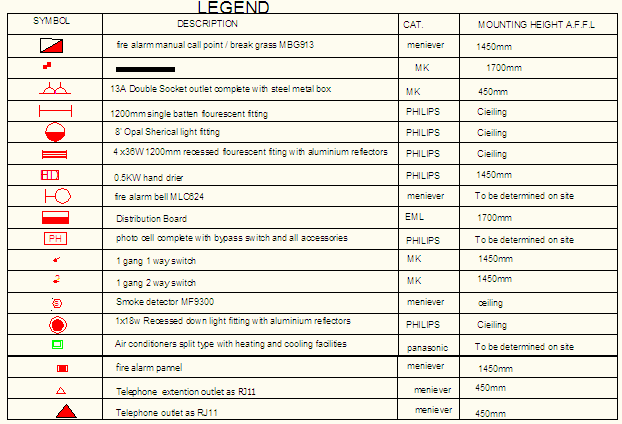 LEGEND
SYMBOL DESCRIPTION CAT. MOUNTING HEIGHT A.F.F.L
fire alarm manual call point / break grass MBG913 meniever 1450mm
MK 1700mm
13A Double Socket outlet complete with steel metal box MK 450mm
1200mm single batten flourescent fitting PHILIPS Cieiling
8' Opal Sherical light fitting PHILIPS Cieiling
4 x36W 1200mm recessed flourescent fiting with aluminium refectors PHILIPS Cieiling
0.5KW hand drier PHILIPS 1450mm
fire alarm bell MLC624 meniever To be determined on site
Distribution Board EML 1700mm
PH photo cell complete with bypass switch and all accessories PHILIPS To be determined on site
1 gang 1 way switch MK 1450mm
1 gang 2 way switch MK 1450mm
Smoke detector MF9300 meniever ceiling
1x18w Recessed down light fitting with aluminium reflectors PHILIPS Cieiling
Air conditioners split type with heating and cooling facilities panasonic To be determined on site
fire alarm pannel meniever 1450mm
Telephone extention outlet as RJ11 meniever 450mm
Telephone outlet as RJ11 meniever 450mm